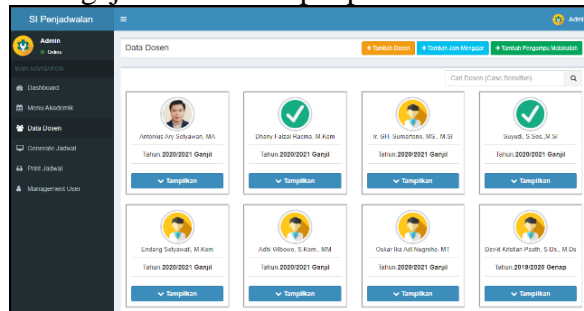 SI Penjadwalan
Admin
Admin
Online
Data Dosen
+ Tambah Dosen
+ Tambah Jam Mengajar
+ Tambah Pengampu Matakuliah
MAIN NAVIGATION
Cari Dosen (Case Sensitive)
Dashboard
Menu Akademik
Data Dosen
Generate Jadwal
Print Jadwal
Management User
Antonius Ary Setyawan, MA
Tahun:2020/2021 Ganjil
Tampilkan
Dhany Faizal Racma, M.Kom
Tahun:2020/2021 Ganjil
Tampilkan
Ir. GH. Sumartono, MS., M.SI
Tahun:2020/2021 Ganjil
Tampilkan
Suyud, S.Sos.,M.SI
Tahun:2020/2021 Ganjil
Tampilkan
Endang Setyawati, M.Kom
Tahun:2020/2021 Ganjil
Tampilkan
Adhi Wibowo, S.Kom., MM
Tahun:2020/2021 Ganjil
Tampilkan
Oskar Ika Adi Nugroho, MT
Tahun:2020/2021 Ganjil
Tampilkan
David Kristian Paath, S.Ds., M.Ds
Tahun:2019/2020 Genap
Tampilkan